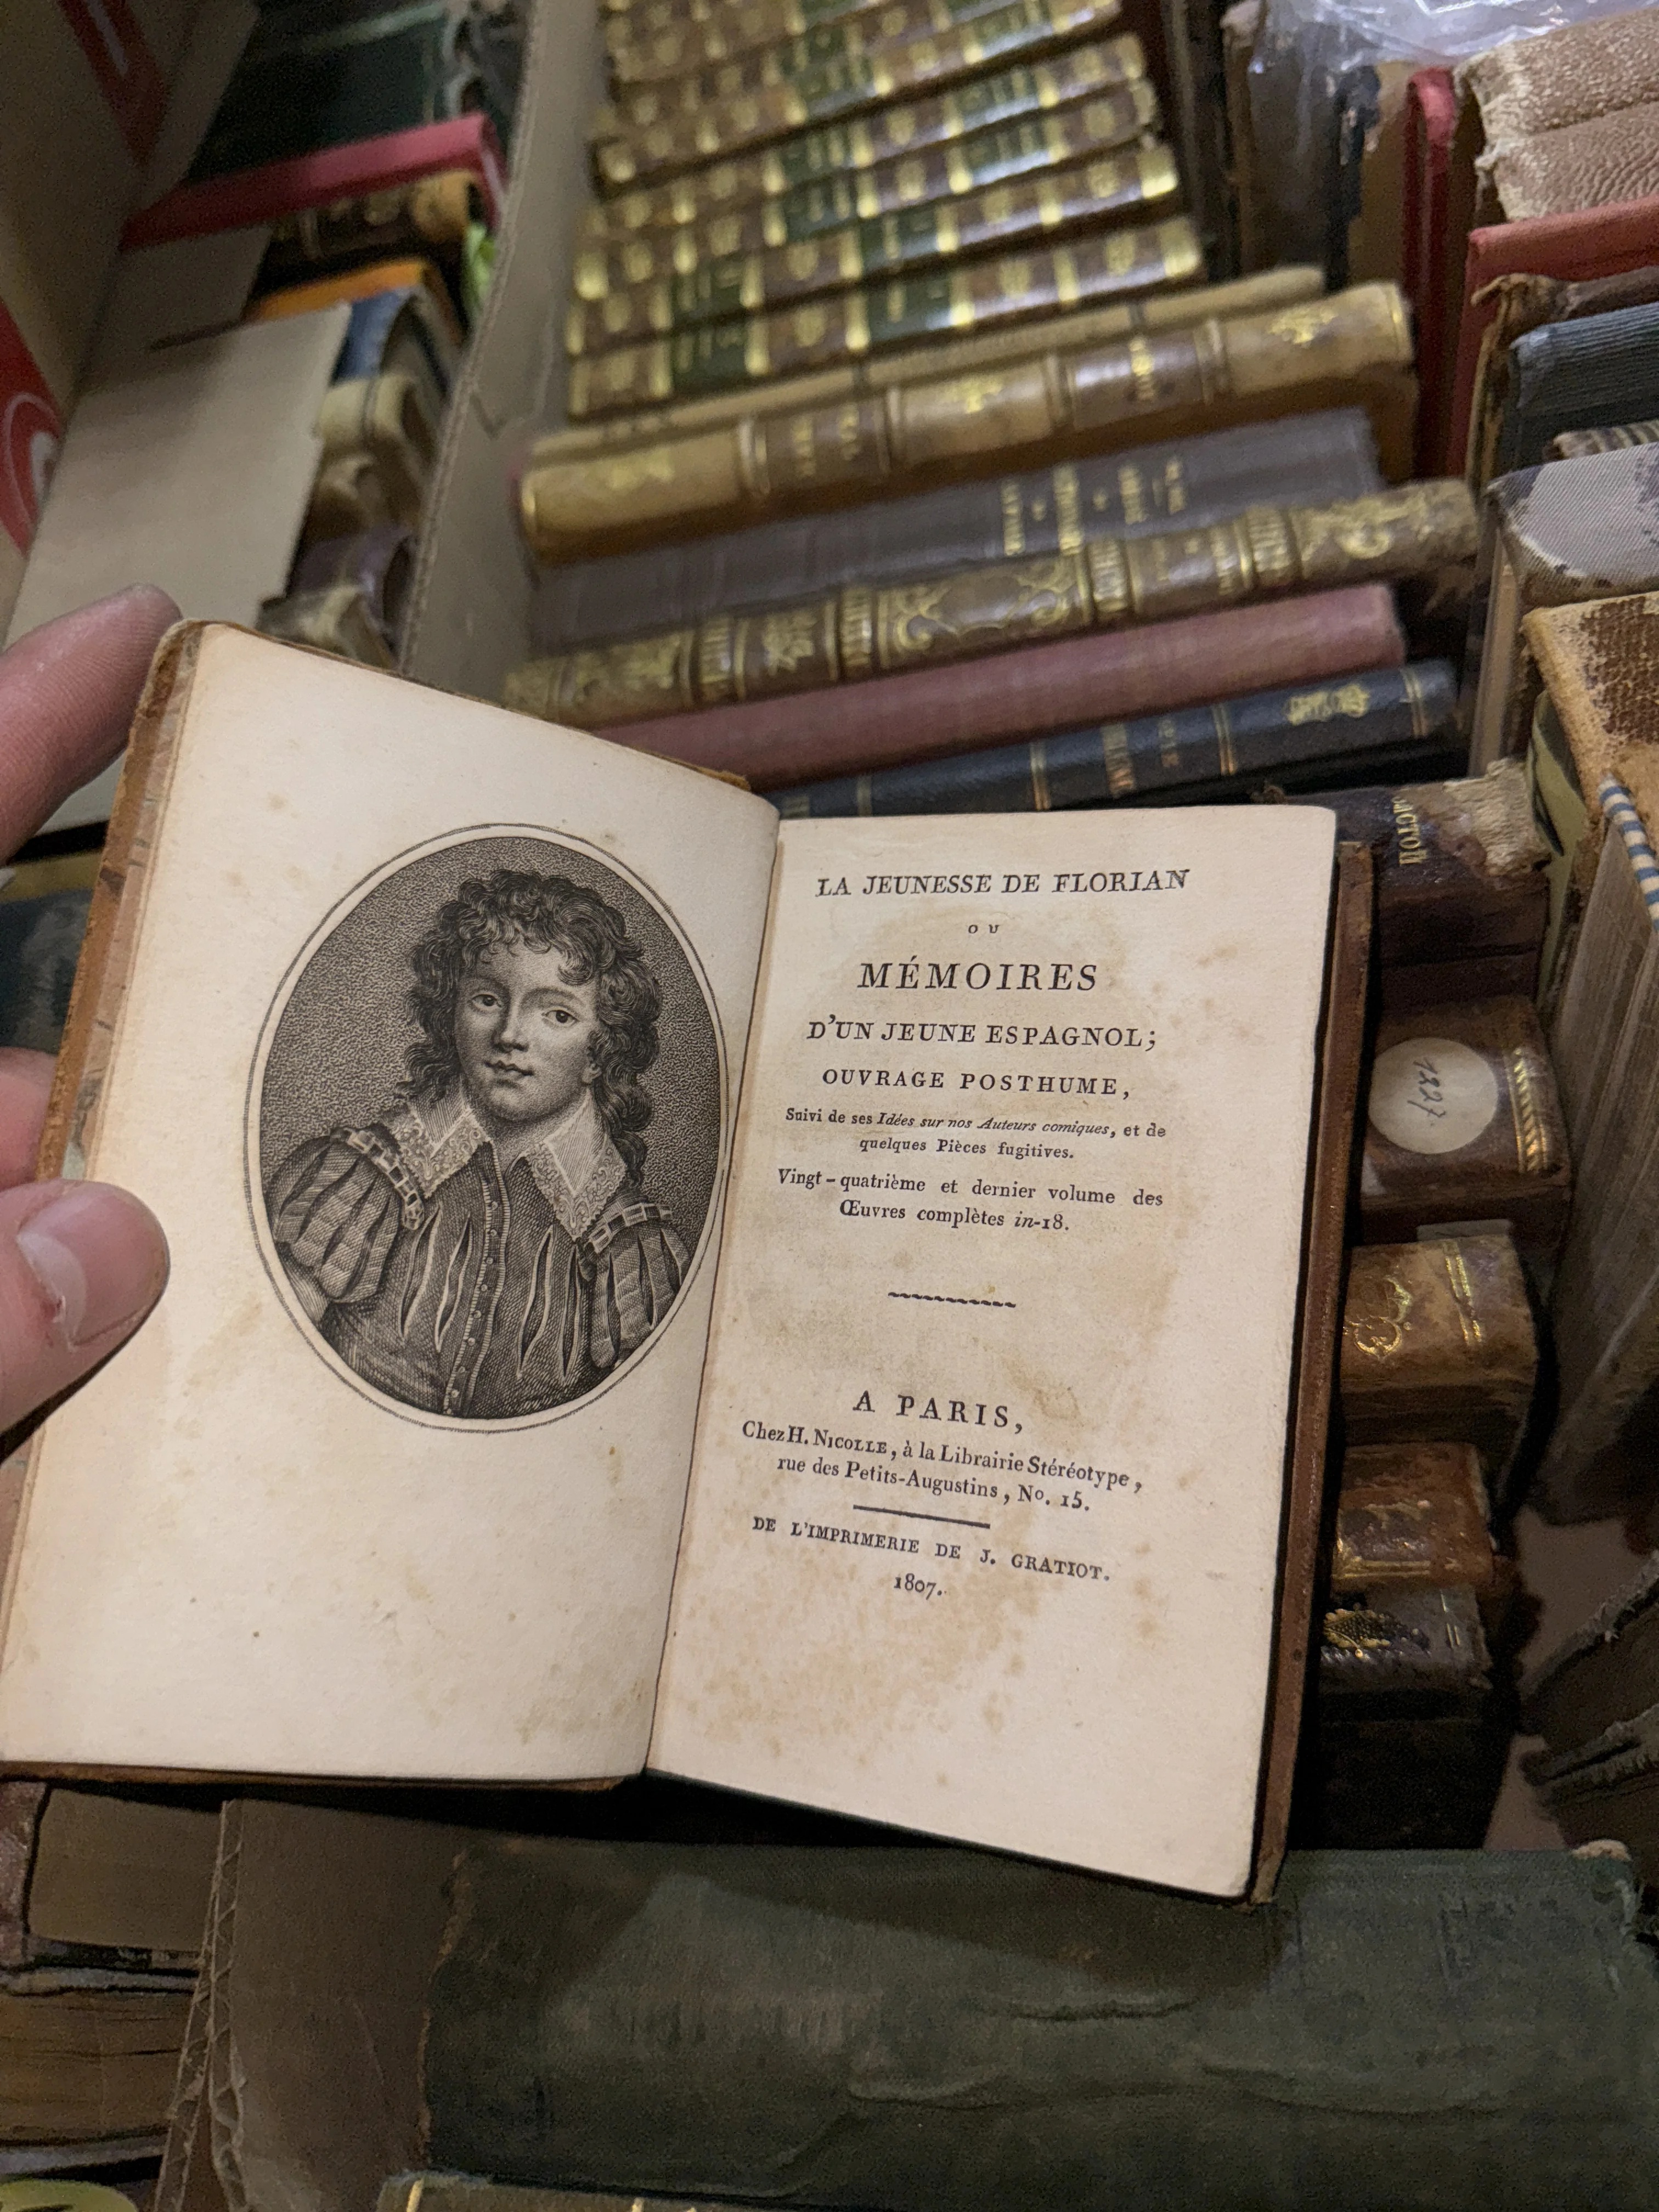 LA JEUNESSE DE FLORIAN
OU
MÉMOIRES
D'UN JEUNE ESPAGNOL;
OUVRAGE POSTHUME,
Suivi de ses Idées sur nos Auteurs comiques, et de
quelques Pièces fugitives.
Vingt-quatrième et dernier volume des
Œuvres complètes in-18.
A PARIS,
Chez H. NICOLLE, à la Librairie Stéréotype,
rue des Petits-Augustins, Nº. 15.
DE L'IMPRIMERIE DE J. GRATIOT.
1807.
1227